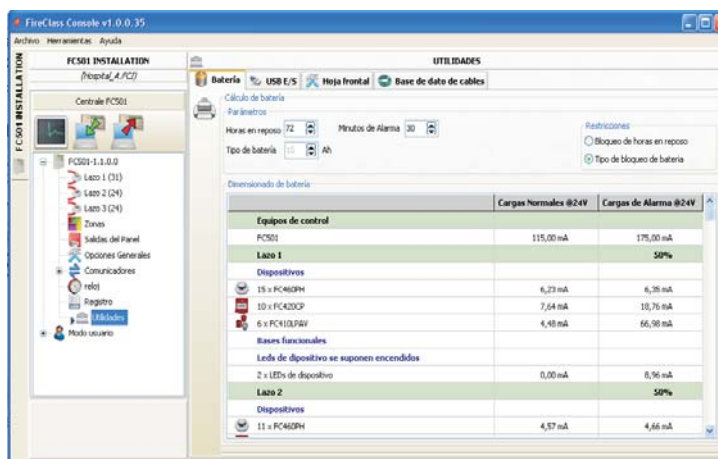 FireClass Console v1.0.0.35
Archivo Herramientas Ayuda
FC501 INSTALLATION
FC501 INSTALLATION
(Hospital_4.FCI)
Centrale FC501
FC501-1.1.0.0
Lazo 1 (31)
Lazo 2 (24)
Lazo 3 (24)
Zonas
Salidas del Panel
Opciones Generales
Comunicadores
reloj
Registro
Utilidades
Modo usuario
UTILIDADES
Batería USB E/S Hoja frontal Base de dato de cables
Cálculo de batería
Parámetros
Horas en reposo 72 Minutos de Alarma 30
Tipo de batería Ah
Restricciones
Bloqueo de horas en reposo
Tipo de bloqueo de bateria
Dimensionado de batería
Cargas Normales @24V Cargas de Alarma @24V
Equipos de control
FC501 115,00 mA 175,00 mA
Lazo 1 50%
Dispositivos
15 x FC460PH 6,23 mA 6,35 mA
10 x FC420CP 7,64 mA 18,76 mA
6 x FC410LPAV 4,48 mA 66,98 mA
Bases funcionales
Leds de dipositivo se suponen encendidos
2 x LEDs de dispositivo 0,00 mA 8,96 mA
Lazo 2 50%
Dispositivos
11 x FC460PH 4,57 mA 4,66 mA